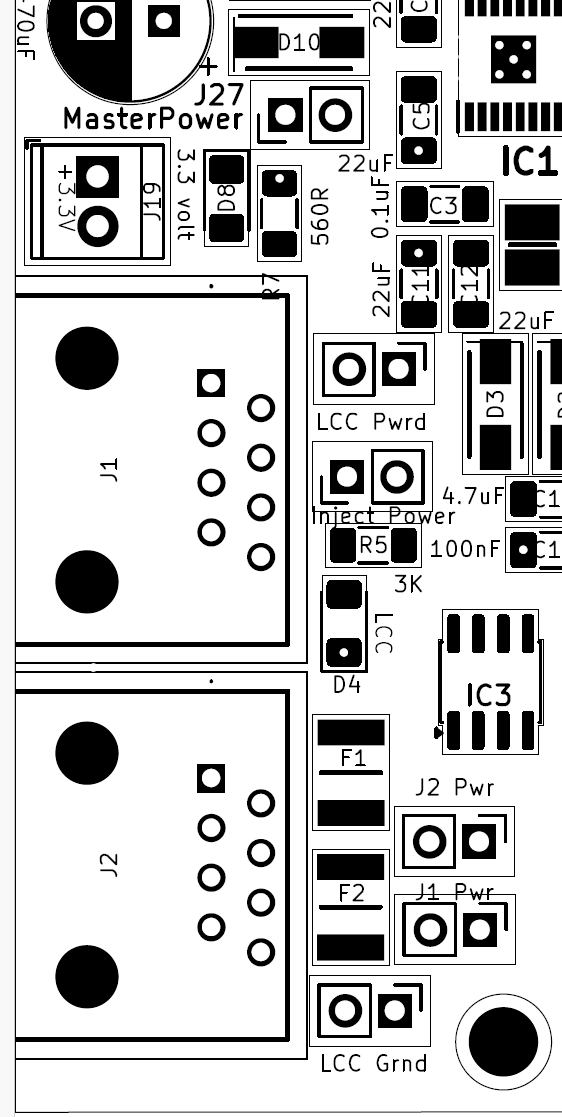 D10
+
J27
MasterPower
C5
IC1
22uF
+3.3V
J19
3.3 volt
D8
560R
R7
0.1uF
C3
22uF
C11
C12
22uF
LCC Pwrd
D3
J1
Inject Power
4.7uF
R5
100nF
3K
LCC
D4
IC3
F1
J2 Pwr
J2
F2
J1 Pwr
LCC Grnd